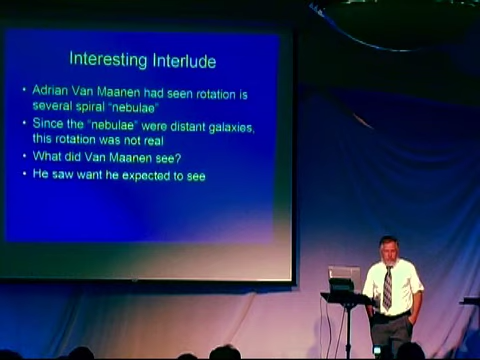 Interesting Interlude
• Adrian Van Maanen had seen rotation is
several spiral "nebulae"
• Since the "nebulae" were distant galaxies,
this rotation was not real
• What did Van Maanen see?
• He saw want he expected to see